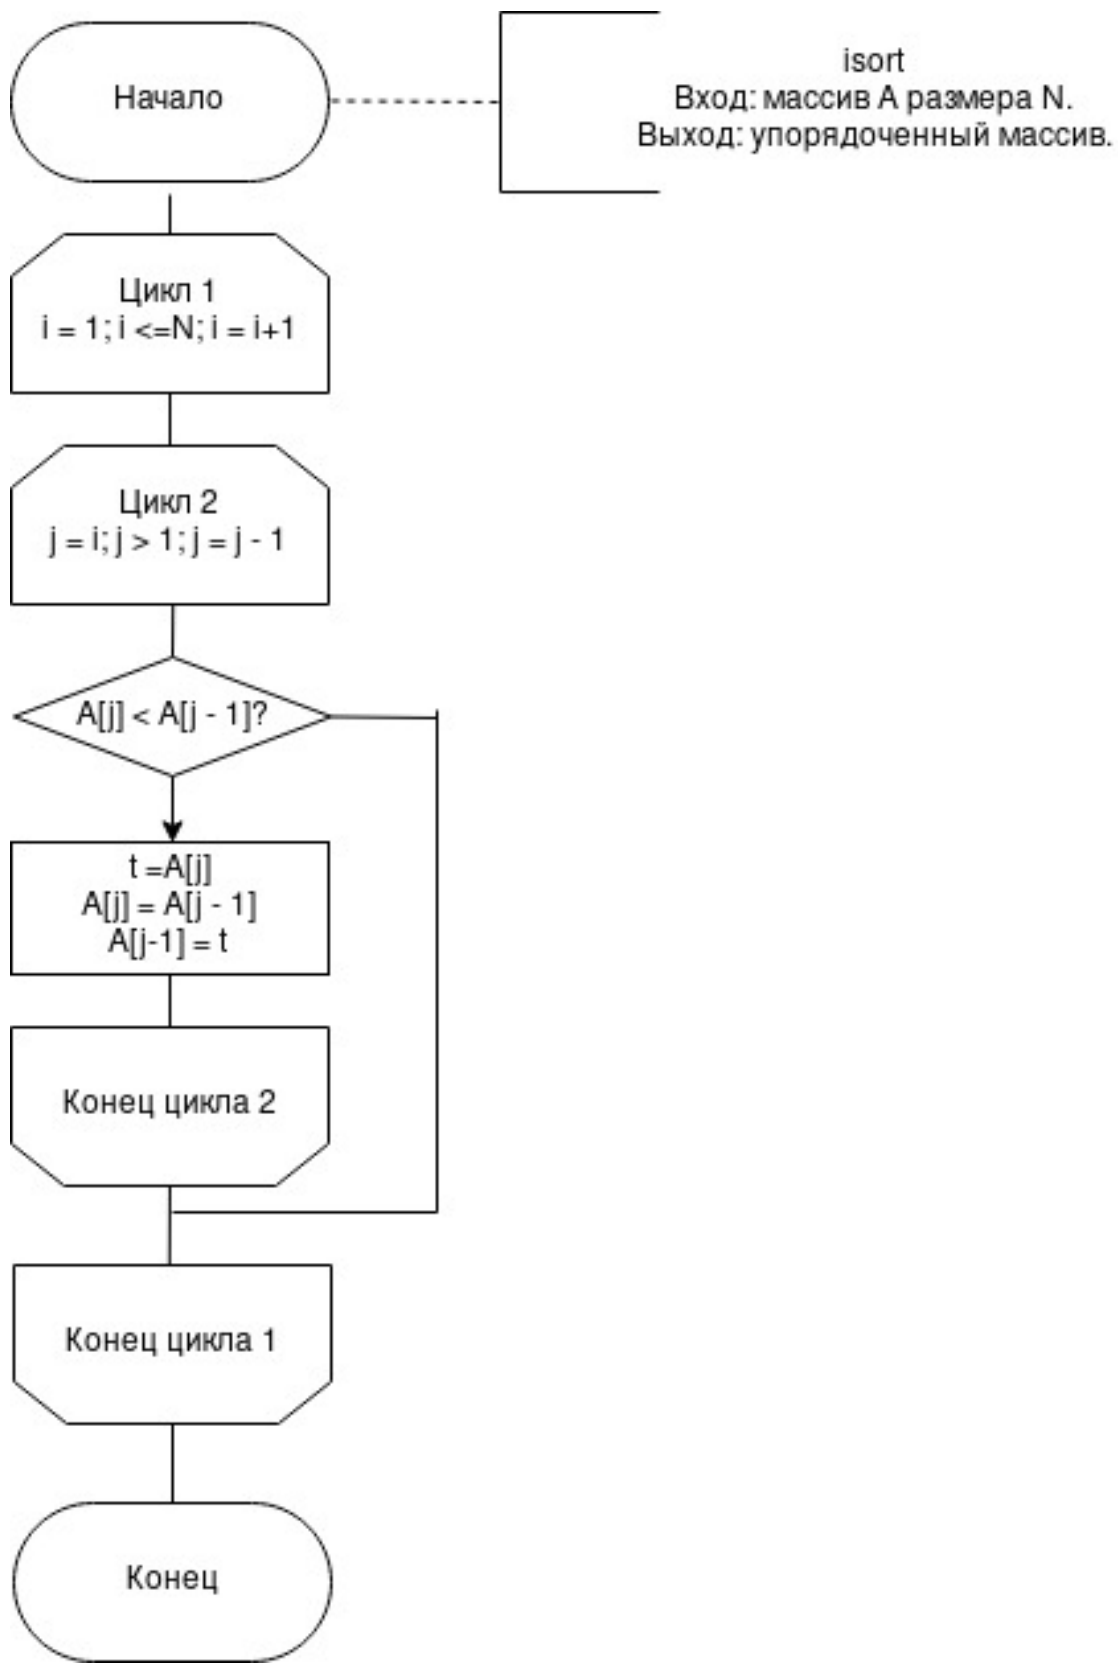 Начало
isort
Вход: массив A размера N.
Выход: упорядоченный массив.
Цикл 1
i = 1; i <=N; i = i+1
Цикл 2
j = i; j > 1; j = j - 1
A[j] < A[j - 1]?
t =A[j]
A[j] = A[j - 1]
A[j-1] = t
Конец цикла 2
Конец цикла 1
Конец